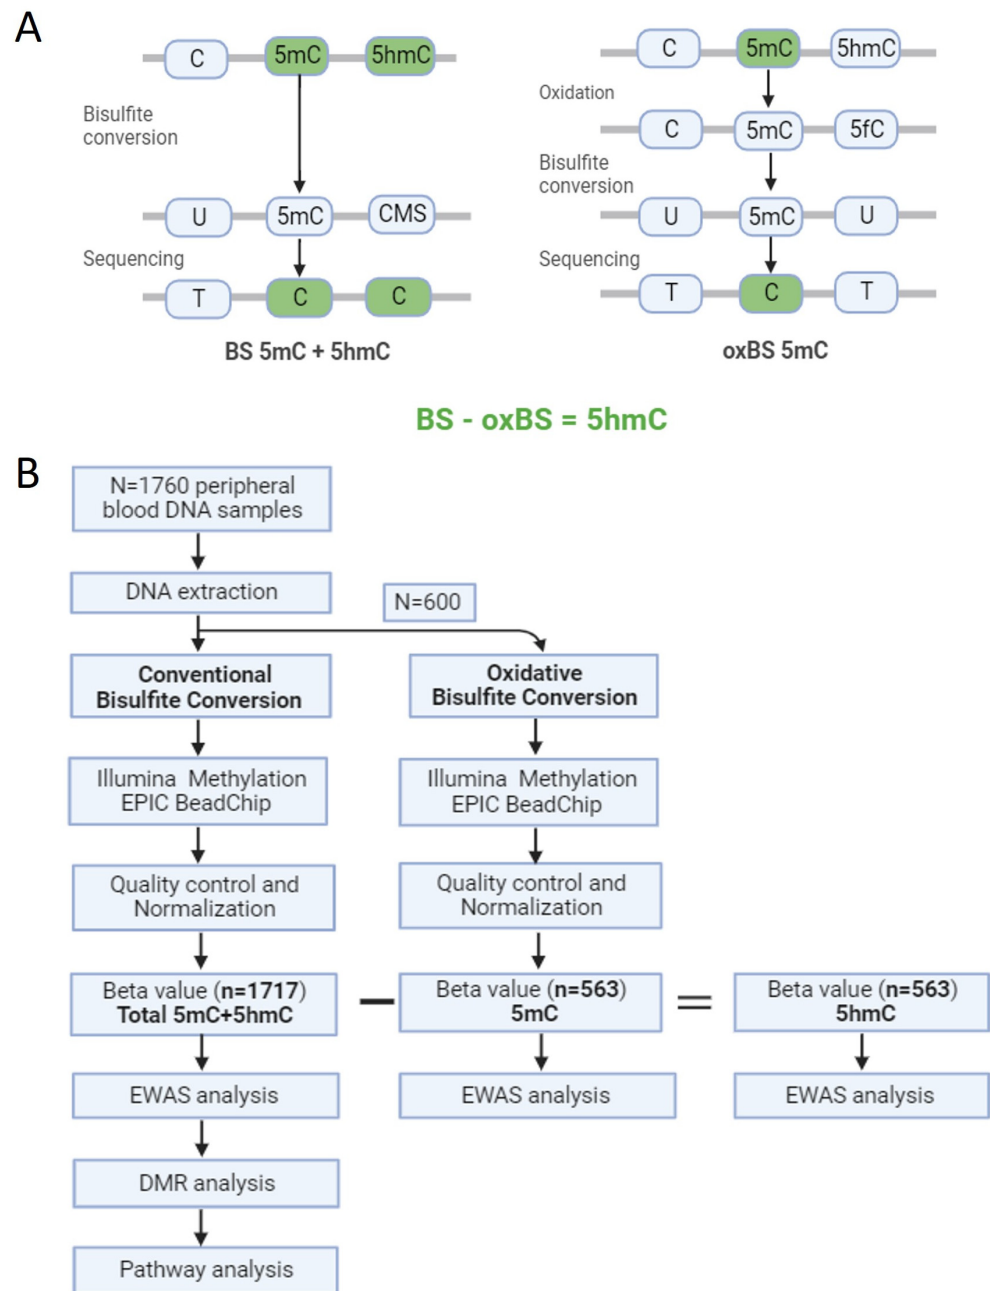 A
C 5mC 5hmC
Bisulfite
conversion
U 5mC CMS
Sequencing
T C C
BS 5mC + 5hmC
C 5mC 5hmC
Oxidation
C 5mC 5fC
Bisulfite
conversion
U 5mC U
Sequencing
T C T
oxBS 5mC
BS - oxBS = 5hmC
B
N=1760 peripheral
blood DNA samples
DNA extraction
N=600
Conventional
Bisulfite Conversion
Oxidative
Bisulfite Conversion
Illumina Methylation
EPIC BeadChip
Illumina Methylation
EPIC BeadChip
Quality control and
Normalization
Quality control and
Normalization
Beta value (n=1717)
Total 5mC+5hmC
−
Beta value (n=563)
5mC
=
Beta value (n=563)
5hmC
EWAS analysis
EWAS analysis
EWAS analysis
DMR analysis
Pathway analysis